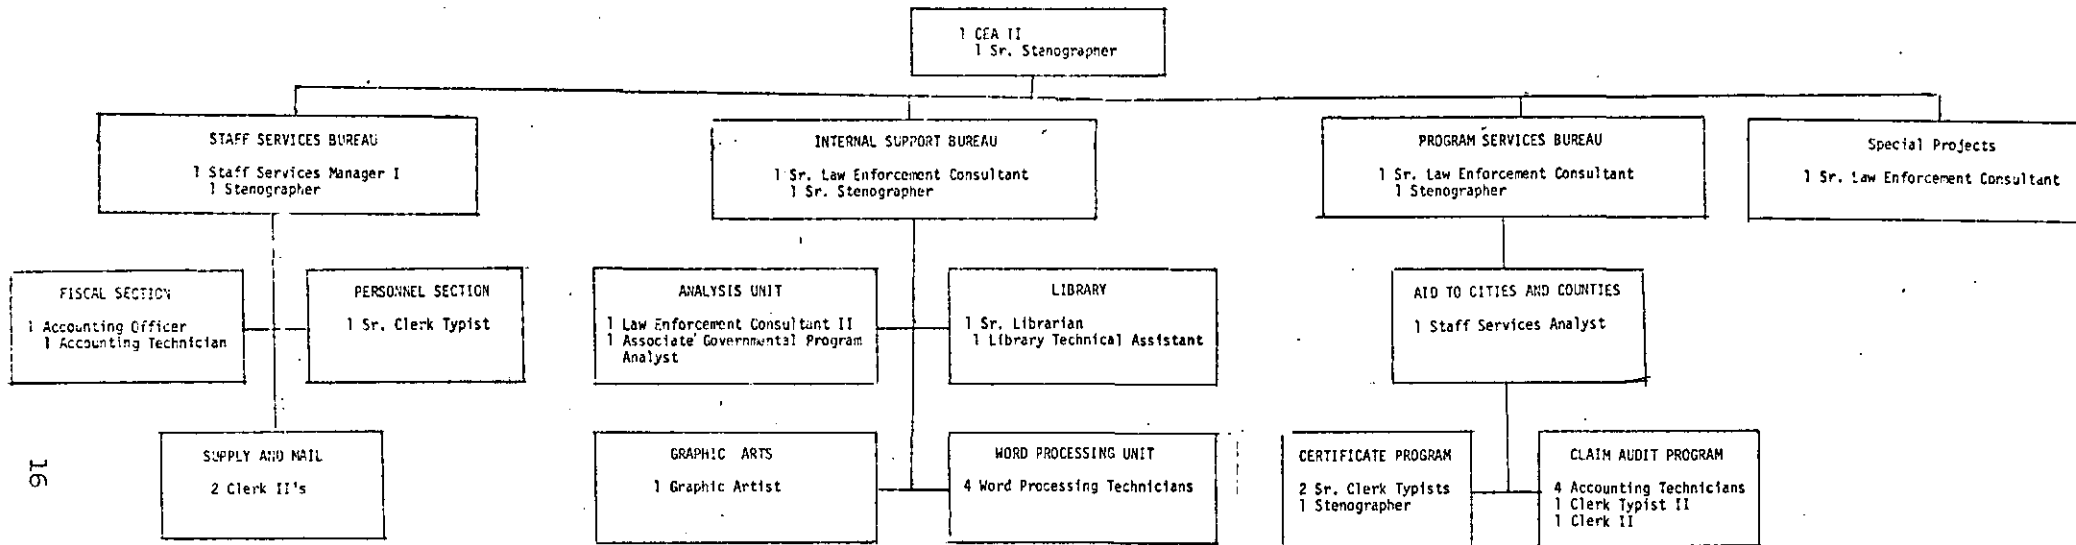 1 CEA II
1 Sr. Stenographer
STAFF SERVICES BUREAU
1 Staff Services Manager I
1 Stenographer
INTERNAL SUPPORT BUREAU
1 Sr. Law Enforcement Consultant
1 Sr. Stenographer
PROGRAM SERVICES BUREAU
1 Sr. Law Enforcement Consultant
1 Stenographer
Special Projects
1 Sr. Law Enforcement Consultant
FISCAL SECTION
1 Accounting Officer
1 Accounting Technician
PERSONNEL SECTION
1 Sr. Clerk Typist
ANALYSIS UNIT
1 Law Enforcement Consultant II
1 Associate Governmental Program
Analyst
LIBRARY
1 Sr. Librarian
1 Library Technical Assistant
AID TO CITIES AND COUNTIES
1 Staff Services Analyst
SUPPLY AND MAIL
2 Clerk II's
GRAPHIC ARTS
1 Graphic Artist
WORD PROCESSING UNIT
4 Word Processing Technicians
CERTIFICATE PROGRAM
2 Sr. Clerk Typists
1 Stenographer
CLAIM AUDIT PROGRAM
4 Accounting Technicians
1 Clerk Typist II
1 Clerk II
16